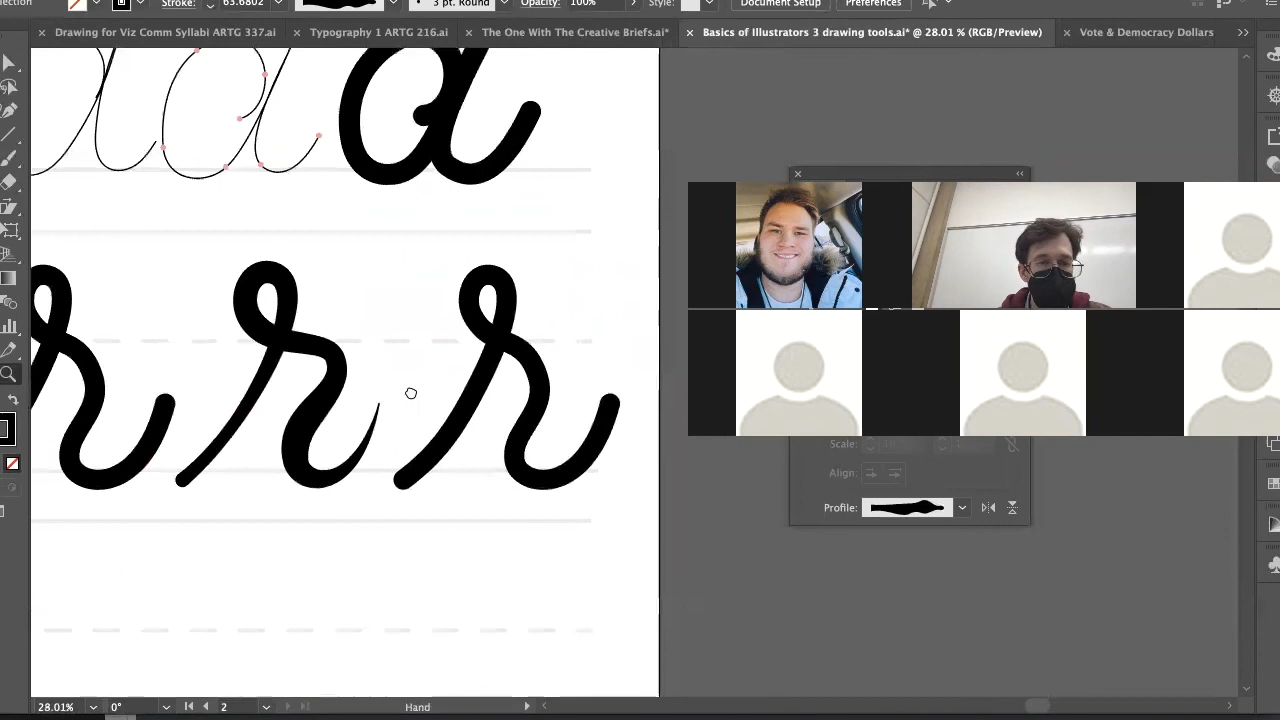 Stroke: 63.6802 3 pt. Round Opacity: 100% Style: Document Setup Preferences
Drawing for Viz Comm Syllabi ARTG 337.ai Typography 1 ARTG 216.ai The One With The Creative Briefs.ai* Basics of Illustrators 3 drawing tools.ai* @ 28.01 % (RGB/Preview) Vote & Democracy Dollars
a
r r r
Scale:
Align:
Profile:
28.01% 0° 2 Hand